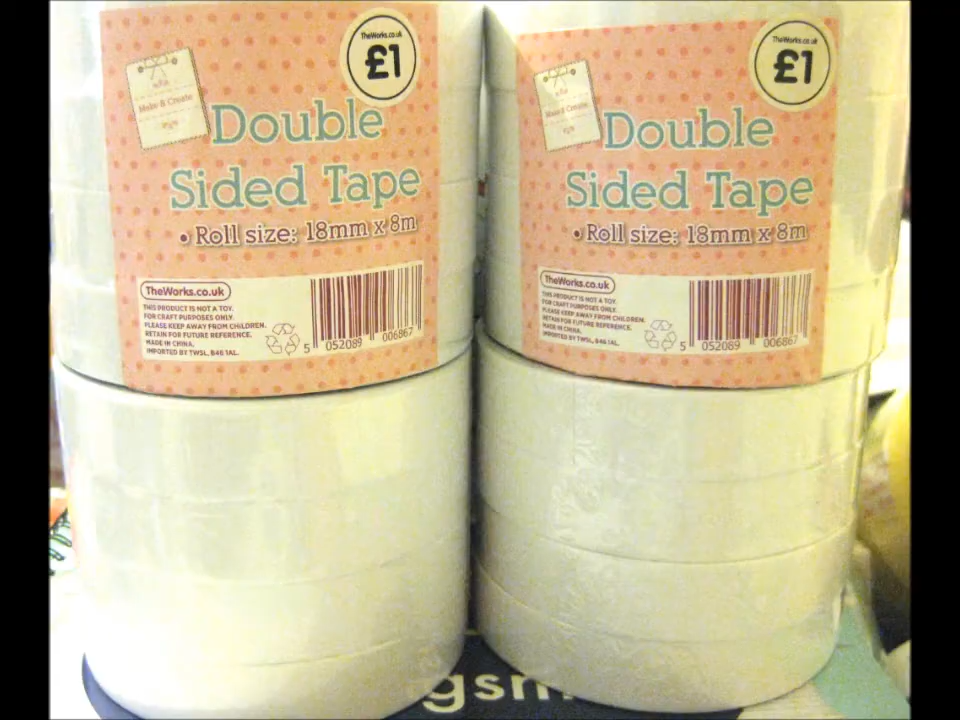 TheWorks.co.uk
£1
Make & Create
Double
Sided Tape
• Roll size: 18mm x 8m
TheWorks.co.uk
THIS PRODUCT IS NOT A TOY.
FOR CRAFT PURPOSES ONLY.
PLEASE KEEP AWAY FROM CHILDREN.
RETAIN FOR FUTURE REFERENCE.
MADE IN CHINA.
IMPORTED BY TWSL, B46 1AL.
5 052089 006867
TheWorks.co.uk
£1
Make & Create
Double
Sided Tape
• Roll size: 18mm x 8m
TheWorks.co.uk
THIS PRODUCT IS NOT A TOY.
FOR CRAFT PURPOSES ONLY.
PLEASE KEEP AWAY FROM CHILDREN.
RETAIN FOR FUTURE REFERENCE.
MADE IN CHINA.
IMPORTED BY TWSL, B46 1AL.
5 052089 006867